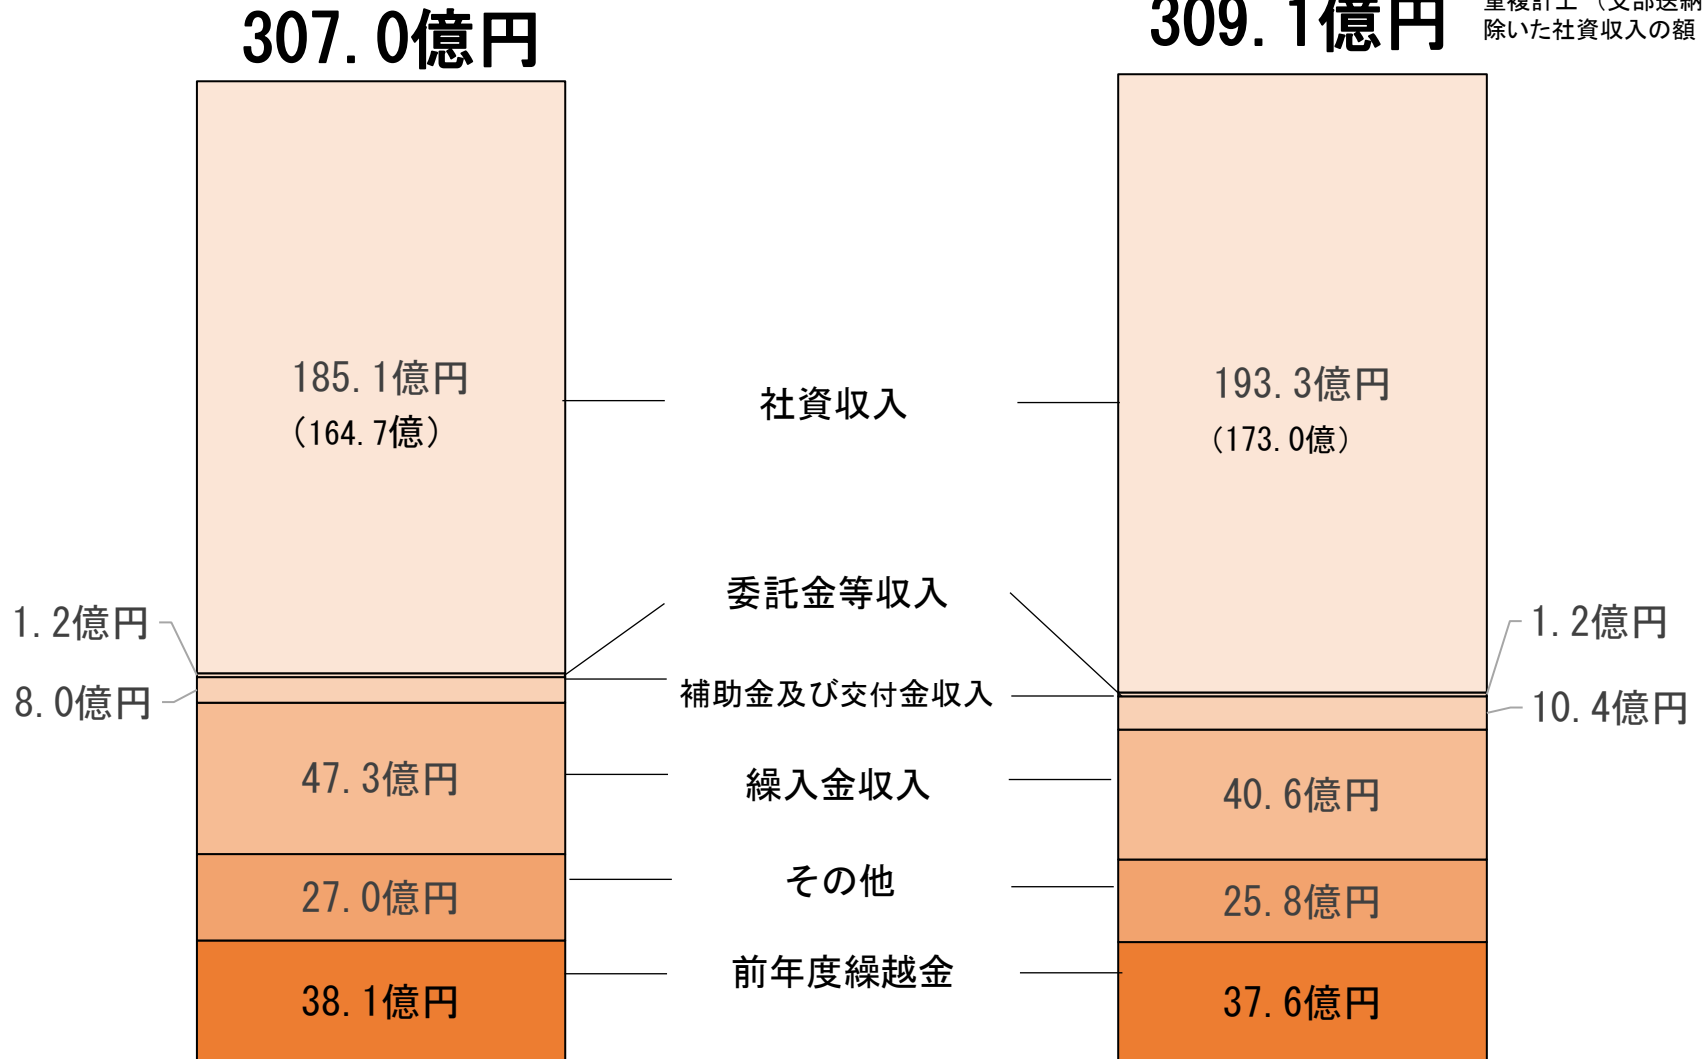 307.0億円
309.1億円
重複計上（支部送納
除いた社資収入の額
185.1億円
（164.7億）
社資収入
193.3億円
（173.0億）
委託金等収入
1.2億円
1.2億円
8.0億円
補助金及び交付金収入
10.4億円
47.3億円
繰入金収入
40.6億円
27.0億円
その他
25.8億円
38.1億円
前年度繰越金
37.6億円